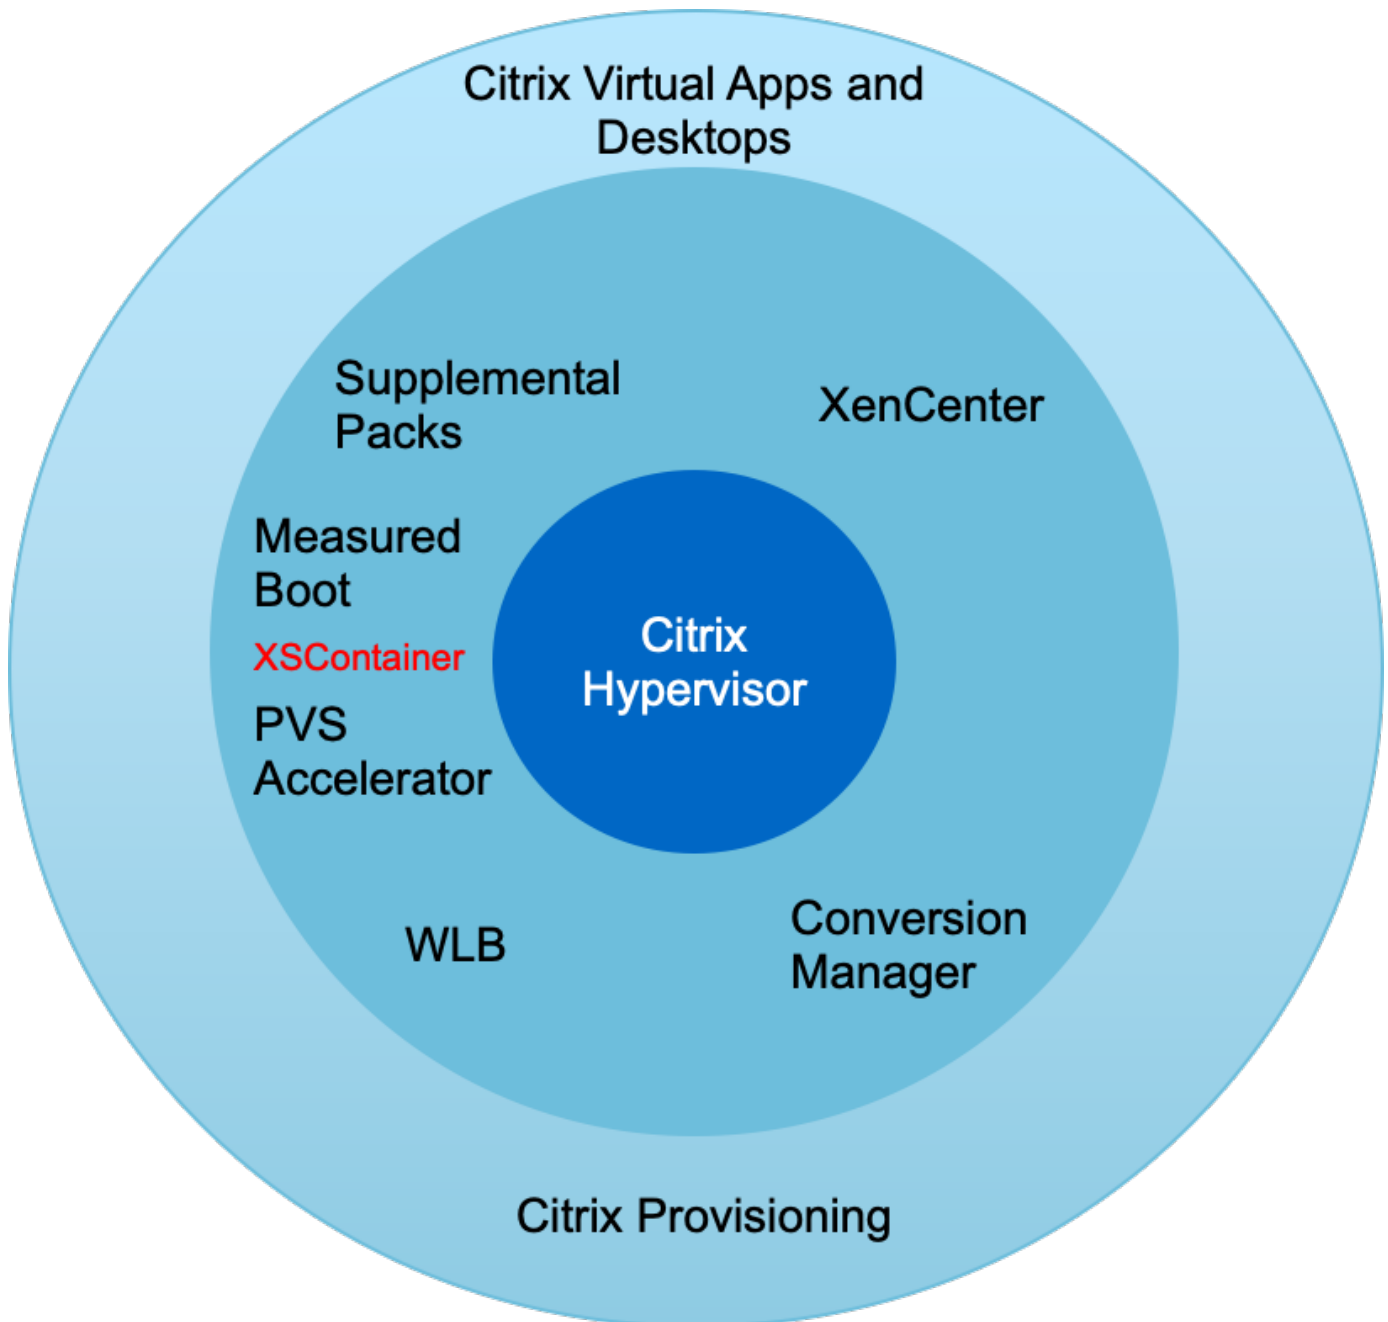 Citrix Virtual Apps and
Desktops
Supplemental
Packs
XenCenter
Measured
Boot
XSContainer
PVS
Accelerator
Citrix
Hypervisor
WLB
Conversion
Manager
Citrix Provisioning